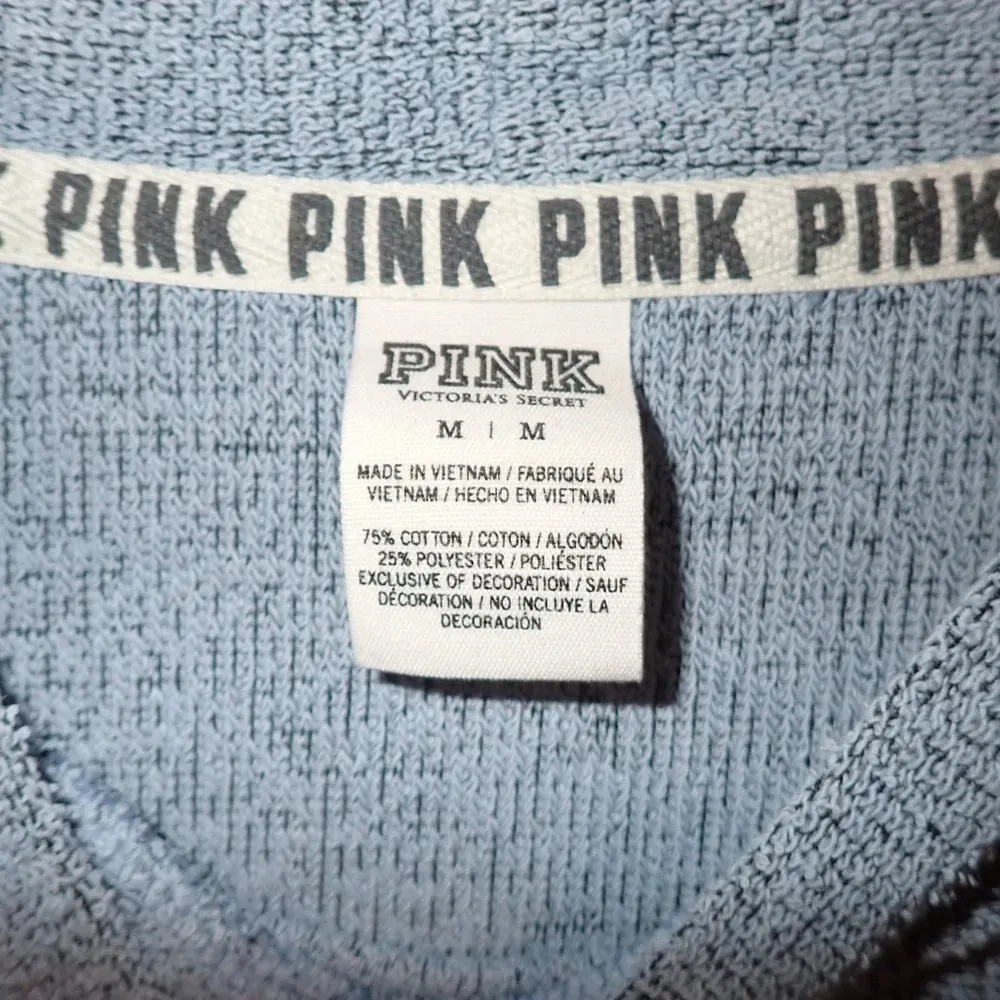 PINK PINK PINK PINK
PINK
VICTORIA'S SECRET
M | M
MADE IN VIETNAM / FABRIQUÉ AU
VIETNAM / HECHO EN VIETNAM
75% COTTON / COTON / ALGODÓN
25% POLYESTER / POLIÉSTER
EXCLUSIVE OF DECORATION / SAUF
DÉCORATION / NO INCLUYE LA
DECORACIÓN